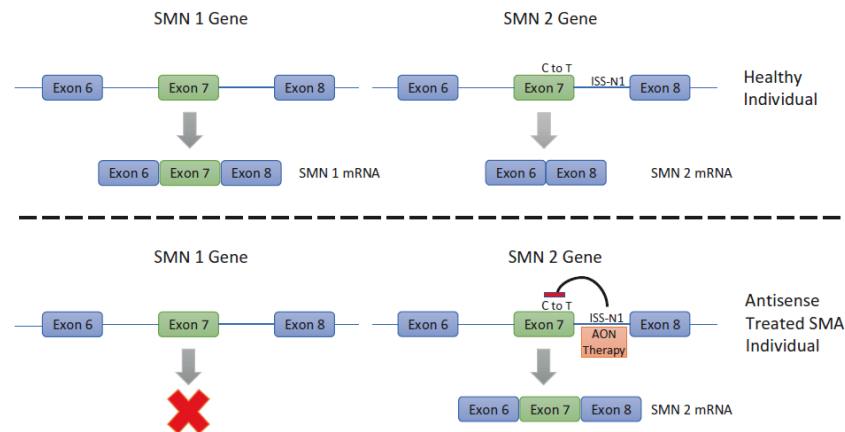 SMN 1 Gene
SMN 2 Gene
C to T
ISS-N1
Exon 6
Exon 7
Exon 8
Exon 6
Exon 7
Exon 8
Healthy
Individual
Exon 6
Exon 7
Exon 8
SMN 1 mRNA
Exon 6
Exon 8
SMN 2 mRNA
SMN 1 Gene
SMN 2 Gene
C to T
ISS-N1
Exon 6
Exon 7
Exon 8
Exon 6
Exon 7
Exon 8
AON
Therapy
Antisense
Treated SMA
Individual
Exon 6
Exon 7
Exon 8
SMN 2 mRNA